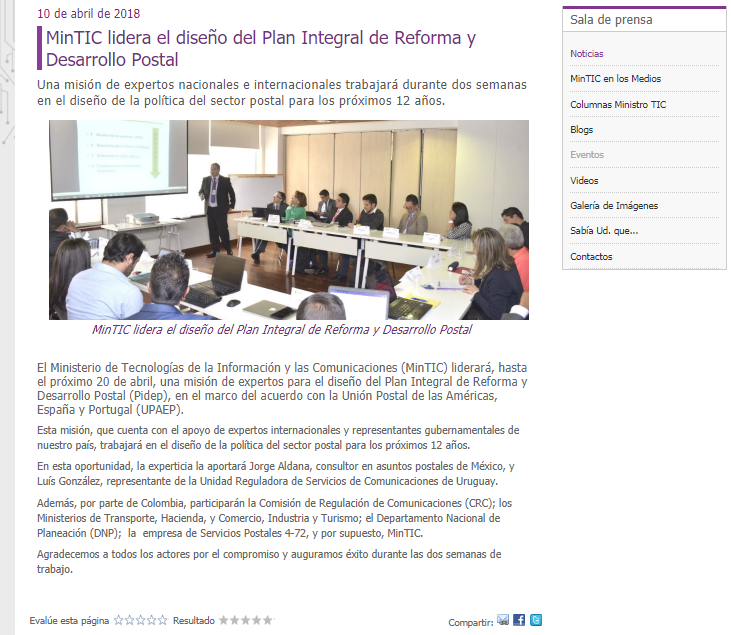 10 de abril de 2018
MinTIC lidera el diseño del Plan Integral de Reforma y
Desarrollo Postal
Una misión de expertos nacionales e internacionales trabajará durante dos semanas
en el diseño de la política del sector postal para los próximos 12 años.
MinTIC lidera el diseño del Plan Integral de Reforma y Desarrollo Postal
El Ministerio de Tecnologías de la Información y las Comunicaciones (MinTIC) liderará, hasta
el próximo 20 de abril, una misión de expertos para el diseño del Plan Integral de Reforma y
Desarrollo Postal (Pidep), en el marco del acuerdo con la Unión Postal de las Américas,
España y Portugal (UPAEP).
Esta misión, que cuenta con el apoyo de expertos internacionales y representantes gubernamentales de
nuestro país, trabajará en el diseño de la política del sector postal para los próximos 12 años.
En esta oportunidad, la experticia la aportará Jorge Aldana, consultor en asuntos postales de México, y
Luís González, representante de la Unidad Reguladora de Servicios de Comunicaciones de Uruguay.
Además, por parte de Colombia, participarán la Comisión de Regulación de Comunicaciones (CRC); los
Ministerios de Transporte, Hacienda, y Comercio, Industria y Turismo; el Departamento Nacional de
Planeación (DNP); la empresa de Servicios Postales 4-72, y por supuesto, MinTIC.
Agradecemos a todos los actores por el compromiso y auguramos éxito durante las dos semanas de
trabajo.
Evalúe esta página Resultado
Compartir:
Sala de prensa
Noticias
MinTIC en los Medios
Columnas Ministro TIC
Blogs
Eventos
Videos
Galería de Imágenes
Sabía Ud. que...
Contactos